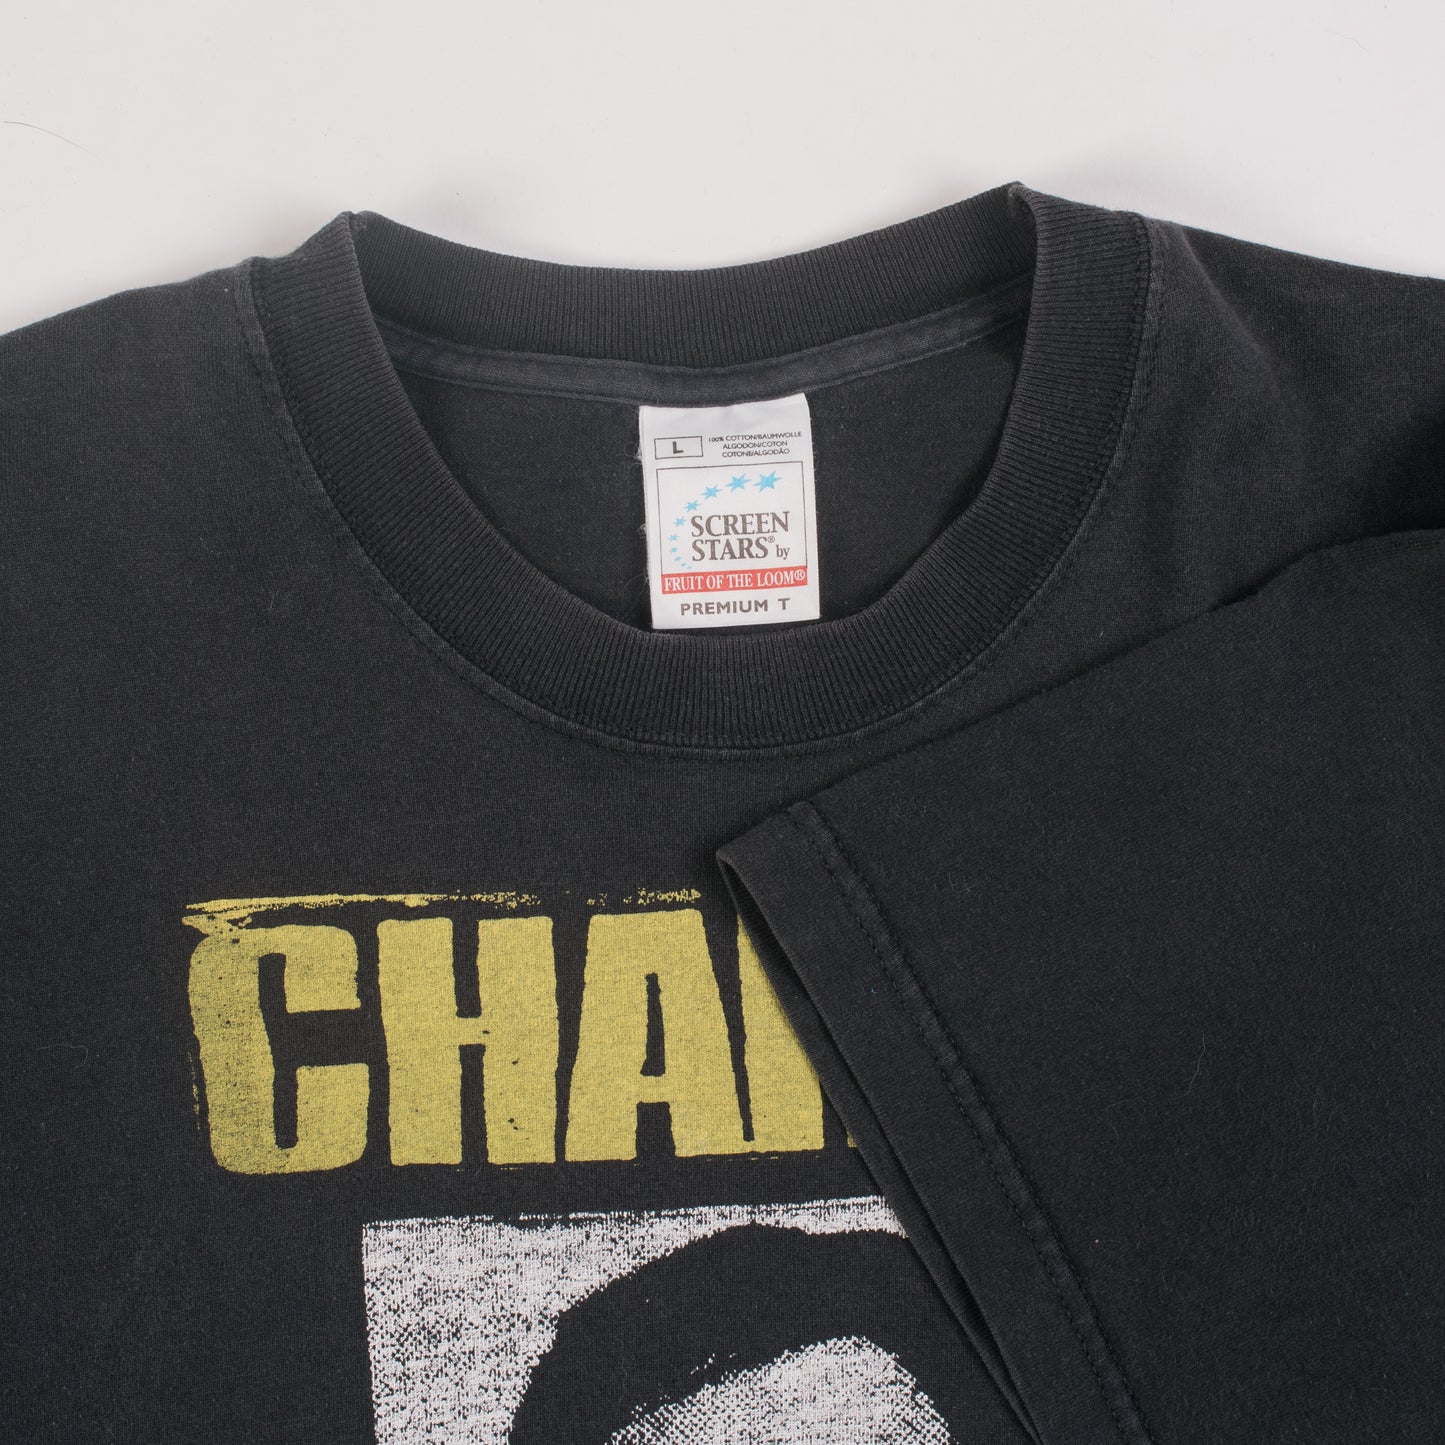 L
100% COTTON/BAUMWOLLE
ALGODON/COTON
COTONE/ALGODÃO
SCREEN
STARS® by
FRUIT OF THE LOOM®
PREMIUM T
CHA